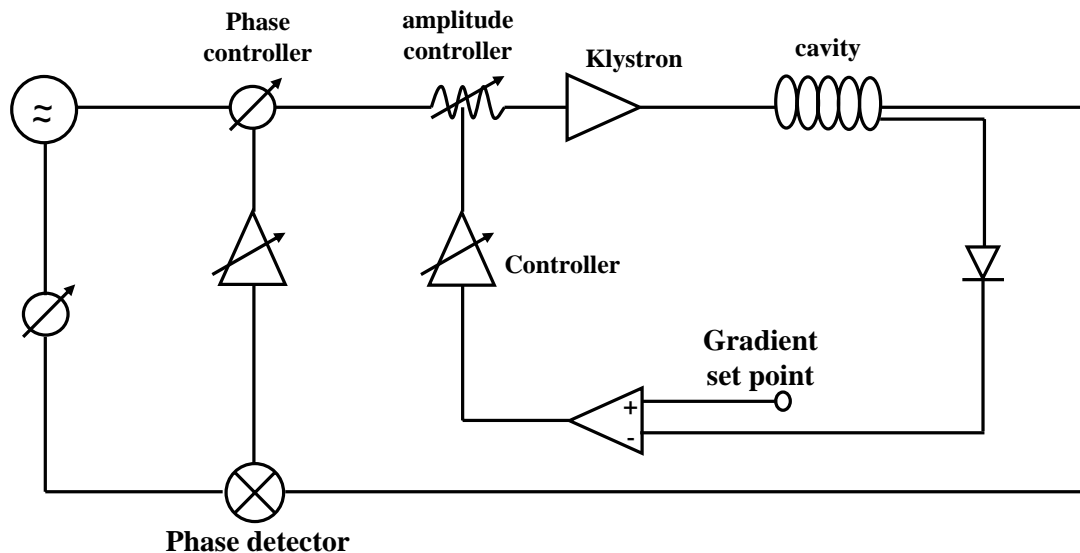 Phase
controller
amplitude
controller
Klystron
cavity
≈
Controller
Gradient
set point
+
-
Phase detector